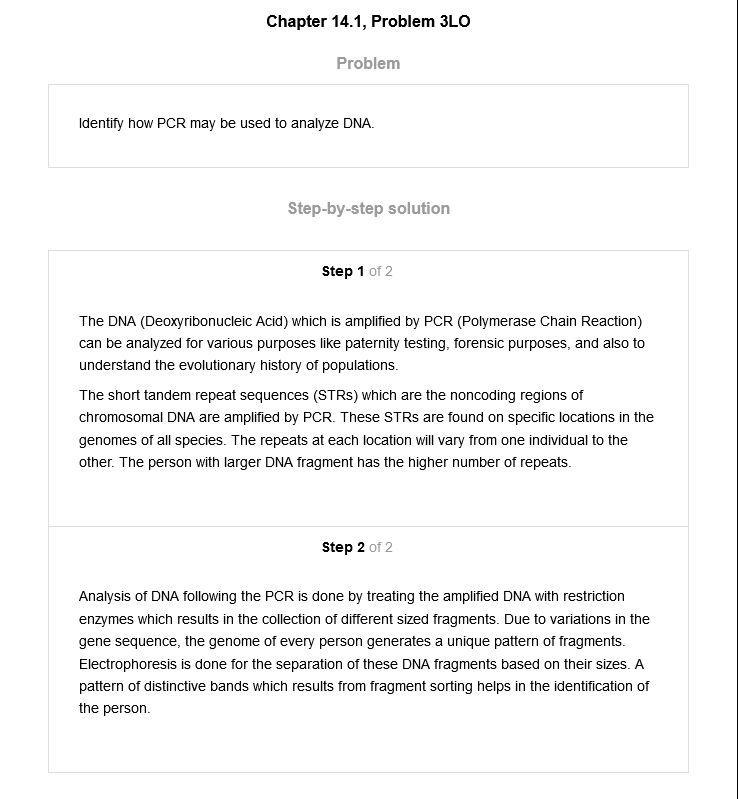 Chapter 14.1, Problem 3LO
Problem
Identify how PCR may be used to analyze DNA.
Step-by-step solution
Step 1 of 2
The DNA (Deoxyribonucleic Acid) which is amplified by PCR (Polymerase Chain Reaction)
can be analyzed for various purposes like paternity testing, forensic purposes, and also to
understand the evolutionary history of populations.
The short tandem repeat sequences (STRs) which are the noncoding regions of
chromosomal DNA are amplified by PCR. These STRs are found on specific locations in the
genomes of all species. The repeats at each location will vary from one individual to the
other. The person with larger DNA fragment has the higher number of repeats.
Step 2 of 2
Analysis of DNA following the PCR is done by treating the amplified DNA with restriction
enzymes which results in the collection of different sized fragments. Due to variations in the
gene sequence, the genome of every person generates a unique pattern of fragments.
Electrophoresis is done for the separation of these DNA fragments based on their sizes. A
pattern of distinctive bands which results from fragment sorting helps in the identification of
the person.